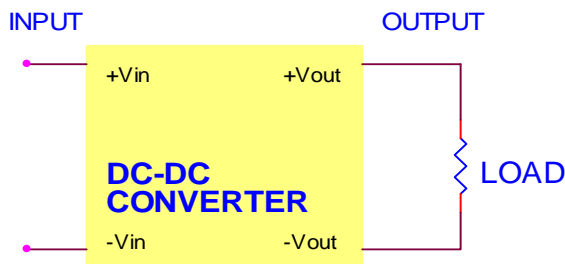 INPUT OUTPUT
+Vin +Vout
DC-DC
CONVERTER
LOAD
-Vin -Vout